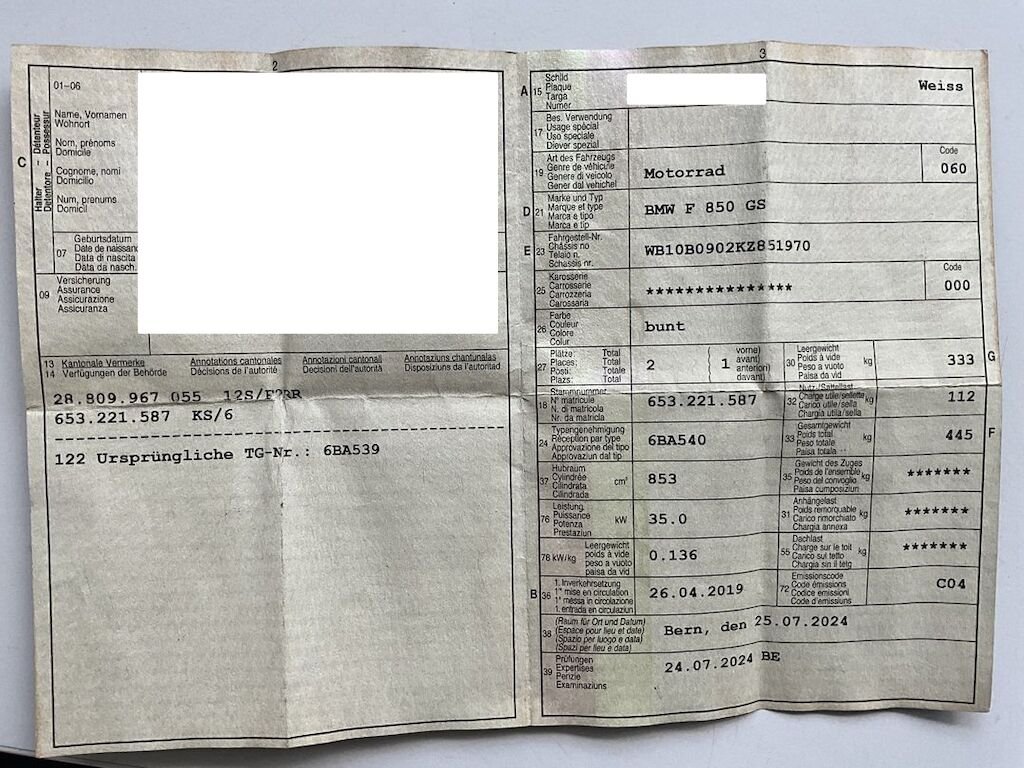 2
01-06
C
Halter – Détenteur
Detentore – Possessur
Name, Vornamen
Wohnort
Nom, prénoms
Domicile
Cognome, nomi
Domicilio
Num, prenums
Domicil
07
Geburtsdatum
Date de naissance
Data di nascita
Data da nasch.
09
Versicherung
Assurance
Assicurazione
Assicuranza
13 Kantonale Vermerke Annotations cantonales Annotazioni cantonali Annotaziuns chantunalas
14 Verfügungen der Behörde Décisions de l'autorité Decisioni dell'autorità Disposiziuns da l'autoritad
28.809.967 055 12S/
653.221.587 KS/6
122 Ursprüngliche TG-Nr.: 6BA539
3
A 15
Schild
Plaque
Targa
Numer
Weiss
17
Bes. Verwendung
Usage spécial
Uso speciale
Diever spezial
19
Art des Fahrzeugs
Genre de véhicule
Genere di veicolo
Gener dal vehichel
Motorrad
Code
060
D 21
Marke und Typ
Marque et type
Marca e tipo
Marca e tip
BMW F 850 GS
E 23
Fahrgestell-Nr.
Châssis no
Telaio n.
Schassis nr.
WB10B0902KZ851970
25
Karosserie
Carrosserie
Carrozzeria
Carossaria
***************
Code
000
26
Farbe
Couleur
Colore
Colur
bunt
27
Plätze: Total
Places: Total
Posti: Totale
Plazs: Total
2
( 1 vorne)
avant)
anteriori)
davant)
30
Leergewicht
Poids à vide
Peso a vuoto
Paisa da vid
kg
333
G
18
Stammnummer
N° matricule
N. di matricola
Nr. da matricla
653.221.587
32
Nutz-/Sattellast
Charge utile/sellette
Carico utile/sella
Chargia utila/sella
kg
112
24
Typengenehmigung
Réception par type
Approvazione del tipo
Approvaziun dal tip
6BA540
33
Gesamtgewicht
Poids total
Peso totale
Paisa totala
kg
445
F
37
Hubraum
Cylindrée
Cilindrata
Cilindrada
cm³
853
35
Gewicht des Zuges
Poids de l'ensemble
Peso del convoglio
Paisa cumposiziun
kg
*******
76
Leistung
Puissance
Potenza
Prestaziun
kW
35.0
31
Anhängelast
Poids remorquable
Carico rimorchiato
Chargia annexa
kg
*******
78 kW/kg
Leergewicht
poids à vide
peso a vuoto
paisa da vid
0.136
55
Dachlast
Charge sur le toit
Carico sul tetto
Chargia sin il tetg
kg
*******
B 36
1. Inverkehrsetzung
1re mise en circulation
1a messa in circolazione
1. entrada en circulaziun
26.04.2019
72
Emissionscode
Code émissions
Codice emissioni
Code d'emissiuns
C04
38
(Raum für Ort und Datum)
(Espace pour lieu et date)
(Spazio per luogo e data)
(Spazi per lieu e data)
Bern, den 25.07.2024
39
Prüfungen
Expertises
Perizie
Examinaziuns
24.07.2024 BE